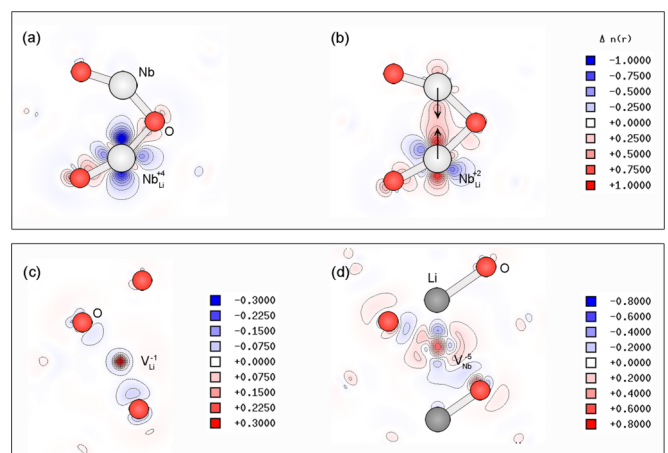 (a)
Nb
O
Nb+4Li
(b)
Nb+2Li
Δ n(r)
-1.0000
-0.7500
-0.5000
-0.2500
+0.0000
+0.2500
+0.5000
+0.7500
+1.0000
(c)
O
V-1Li
-0.3000
-0.2250
-0.1500
-0.0750
+0.0000
+0.0750
+0.1500
+0.2250
+0.3000
(d)
Li
O
V-5Nb
-0.8000
-0.6000
-0.4000
-0.2000
+0.0000
+0.2000
+0.4000
+0.6000
+0.8000